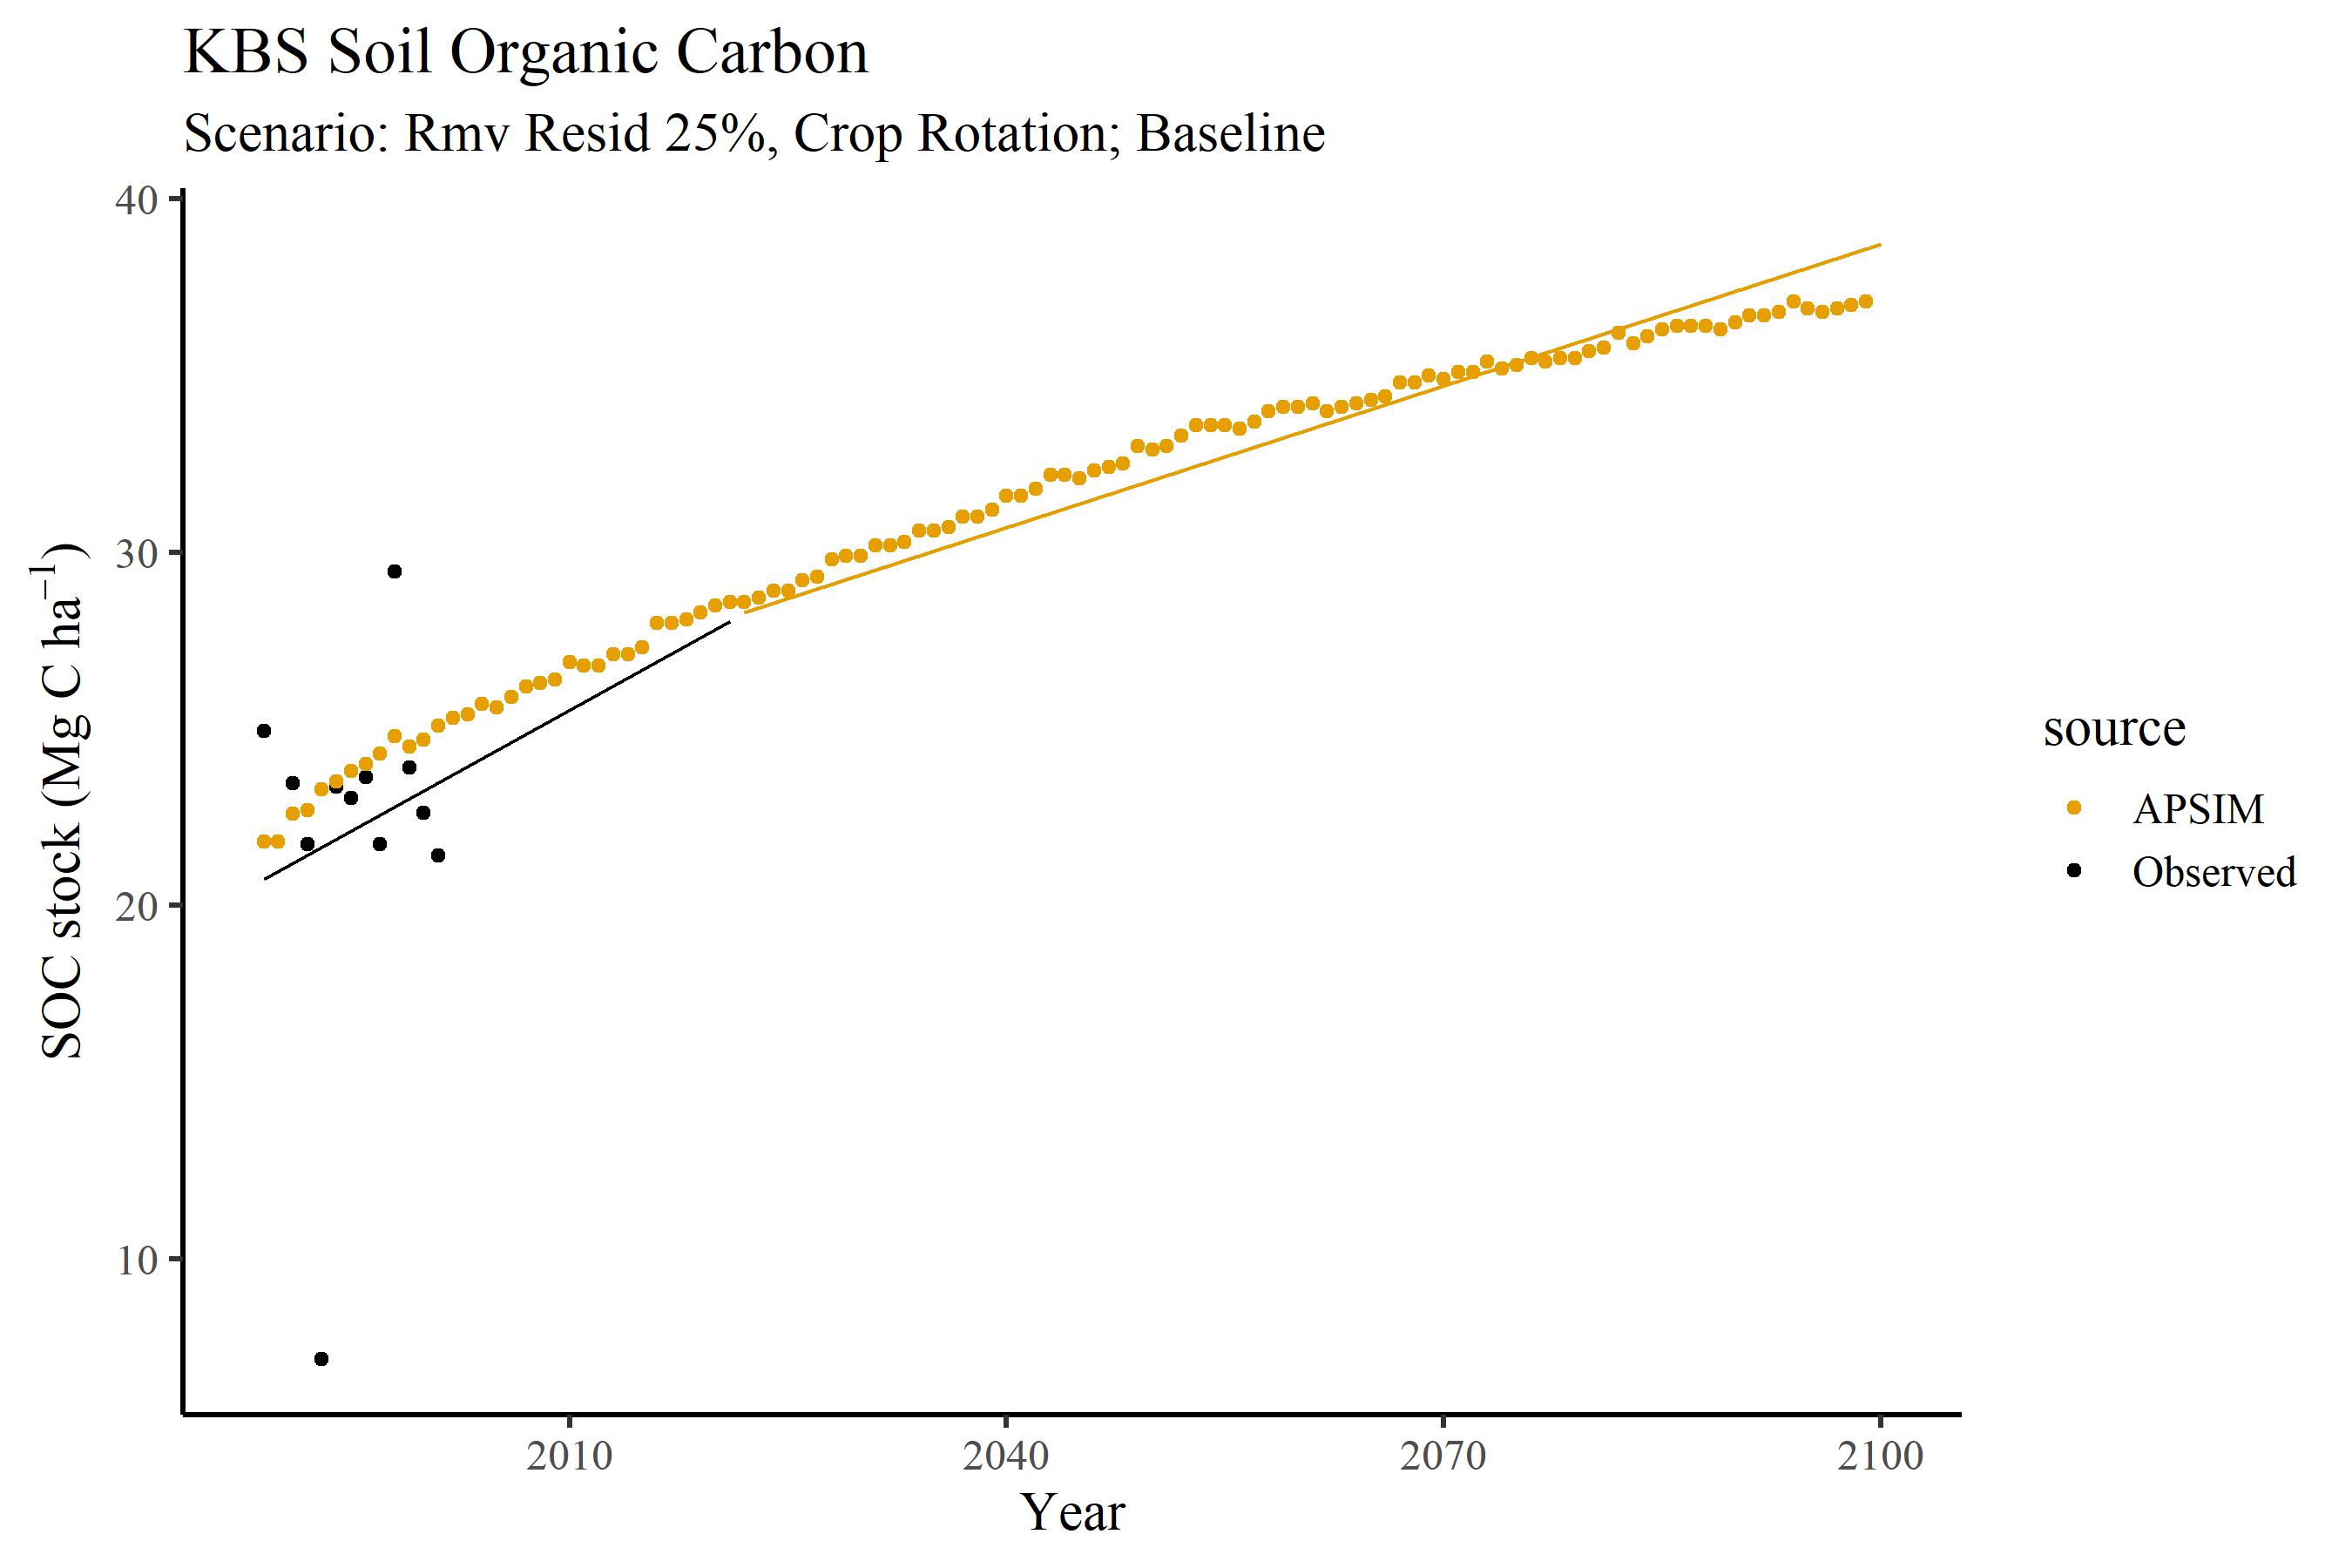 KBS Soil Organic Carbon
Scenario: Rmv Resid 25%, Crop Rotation; Baseline
SOC stock (Mg C ha⁻¹)
40
30
20
10
2010 2040 2070 2100
Year
source
APSIM
Observed